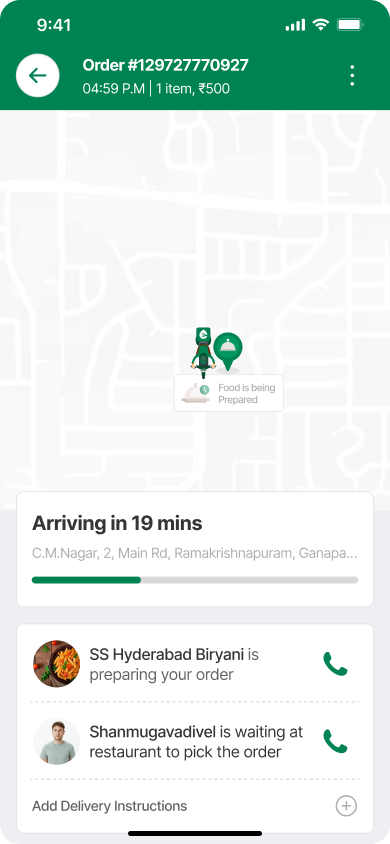 9:41
Order #129727770927
04:59 P.M | 1 item, ₹500
Food is being
Prepared
Arriving in 19 mins
C.M.Nagar, 2, Main Rd, Ramakrishnapuram, Ganapa...
SS Hyderabad Biryani is
preparing your order
Shanmugavadivel is waiting at
restaurant to pick the order
Add Delivery Instructions